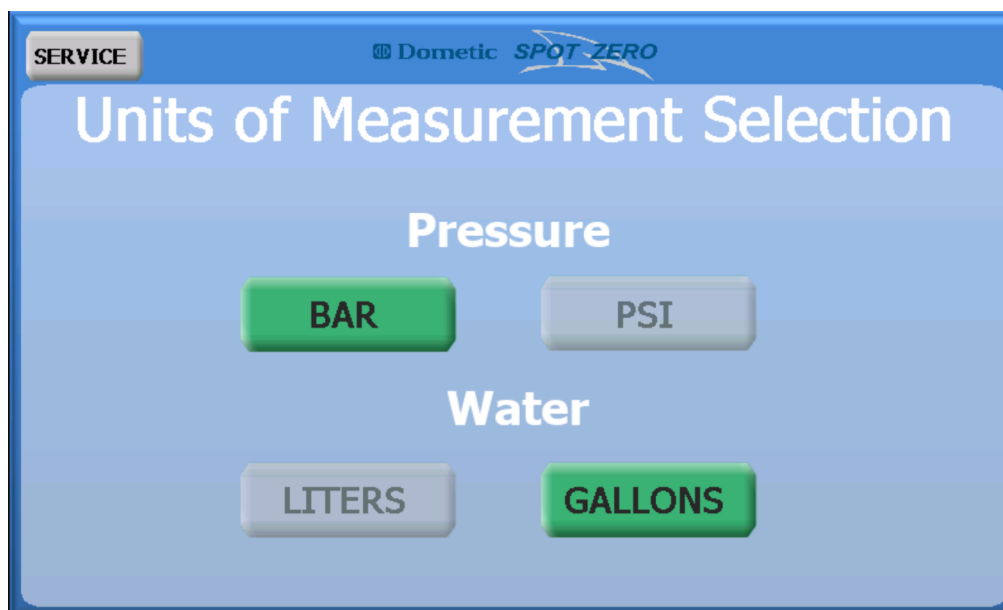 SERVICE
Dometic SPOT ZERO
Units of Measurement Selection
Pressure
BAR PSI
Water
LITERS GALLONS